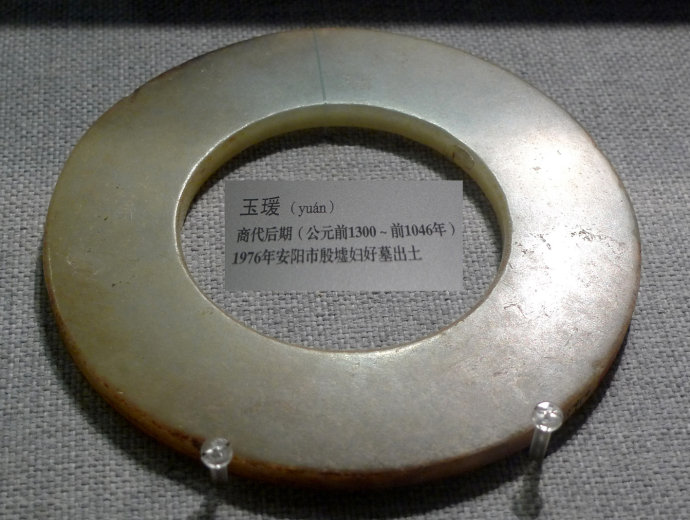 玉瑗（yuán）
商代后期（公元前1300～前1046年）
1976年安阳市殷墟妇好墓出土